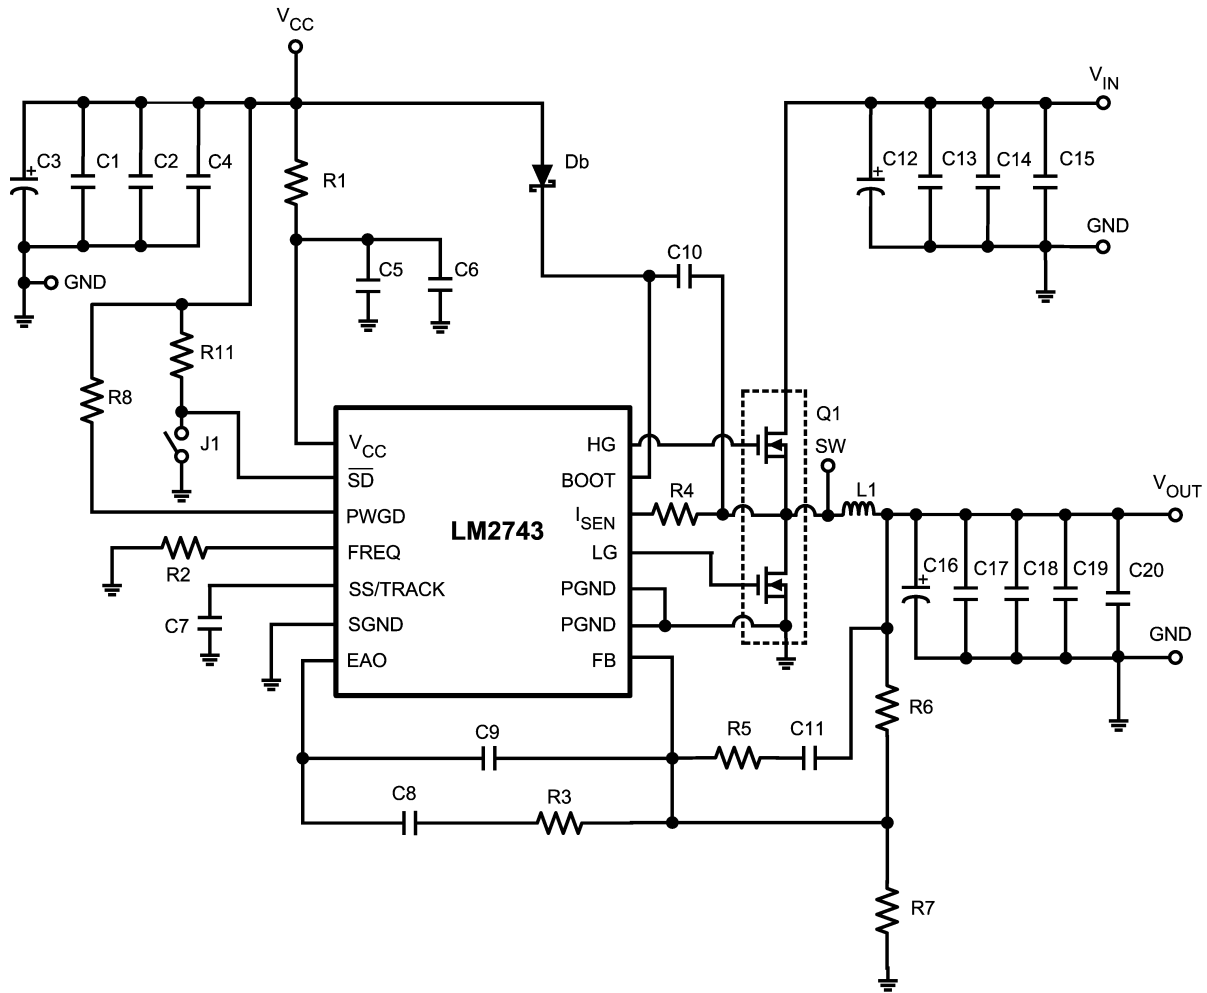 VCC
VIN
C3
+
C1
C2
C4
R1
Db
C12
+
C13
C14
C15
GND
GND
C5
C6
C10
R11
R8
J1
Q1
SW
VCC
SD
PWGD
FREQ
SS/TRACK
SGND
EAO
LM2743
HG
BOOT
ISEN
LG
PGND
PGND
FB
R4
L1
VOUT
R2
C7
C16
+
C17
C18
C19
C20
GND
R6
C9
R5
C11
C8
R3
R7